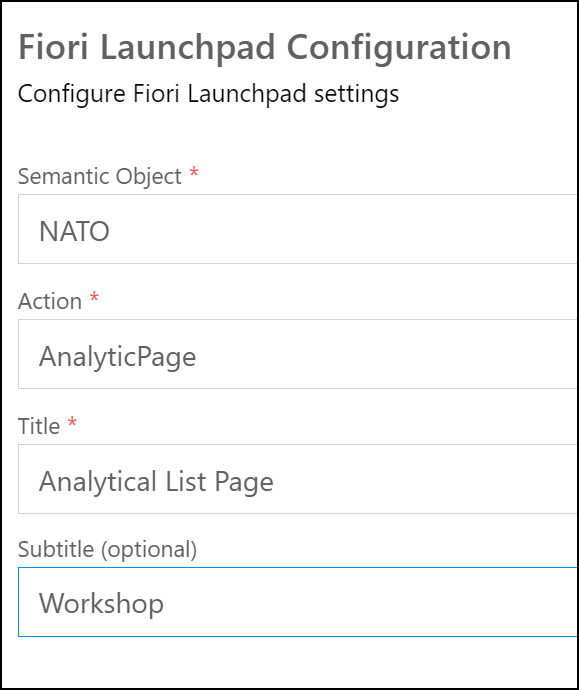 Fiori Launchpad Configuration
Configure Fiori Launchpad settings
Semantic Object *
NATO
Action *
AnalyticPage
Title *
Analytical List Page
Subtitle (optional)
Workshop